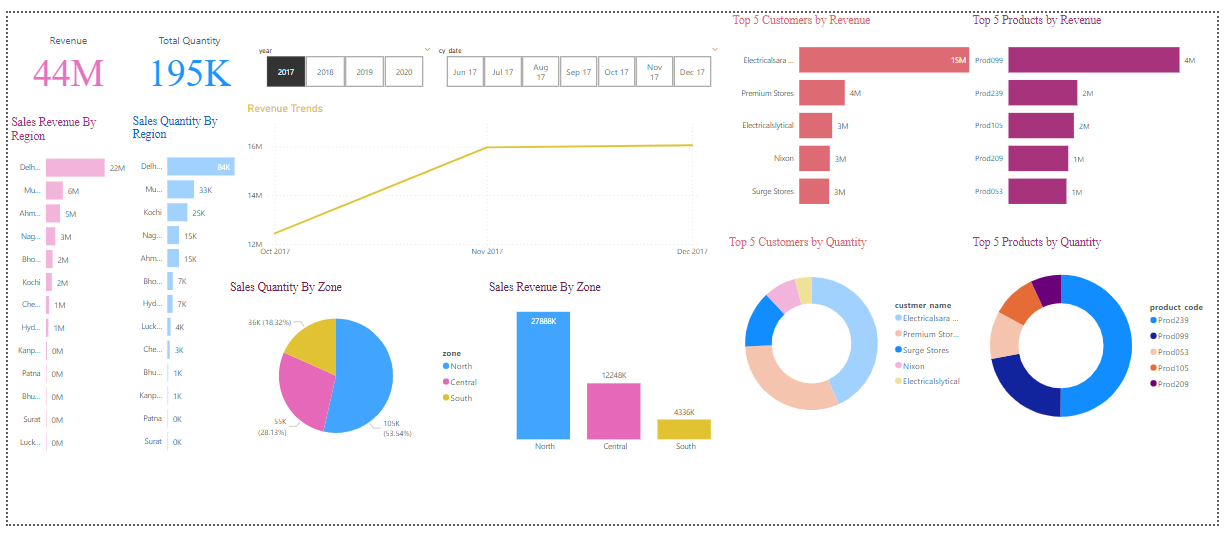 Revenue
44M
Total Quantity
195K
year
2017
2018
2019
2020
cy_date
Jun 17
Jul 17
Aug
17
Sep 17
Oct 17
Nov
17
Dec 17
Revenue Trends
16M
14M
12M
Oct 2017
Nov 2017
Dec 2017
Sales Revenue By
Region
Delh... 22M
Mu... 6M
Ahm... 5M
Nag... 3M
Bho... 2M
Kochi 2M
Che... 1M
Hyd... 1M
Kanp... 0M
Patna 0M
Bhu... 0M
Surat 0M
Luck... 0M
Sales Quantity By
Region
Delh... 84K
Mu... 33K
Kochi 25K
Nag... 15K
Ahm... 15K
Bho... 7K
Hyd... 7K
Luck... 4K
Che... 3K
Bhu... 1K
Kanp... 1K
Patna 0K
Surat 0K
Sales Quantity By Zone
36K (18.32%)
55K
(28.13%)
105K
(53.54%)
zone
North
Central
South
Sales Revenue By Zone
27888K
12248K
4336K
North
Central
South
Top 5 Customers by Revenue
Electricalsara ... 15M
Premium Stores 4M
Electricalslytical 3M
Nixon 3M
Surge Stores 3M
Top 5 Products by Revenue
Prod099 4M
Prod239 2M
Prod105 2M
Prod209 1M
Prod053 1M
Top 5 Customers by Quantity
custmer_name
Electricalsara ...
Premium Stor...
Surge Stores
Nixon
Electricalslytical
Top 5 Products by Quantity
product_code
Prod239
Prod099
Prod053
Prod105
Prod209